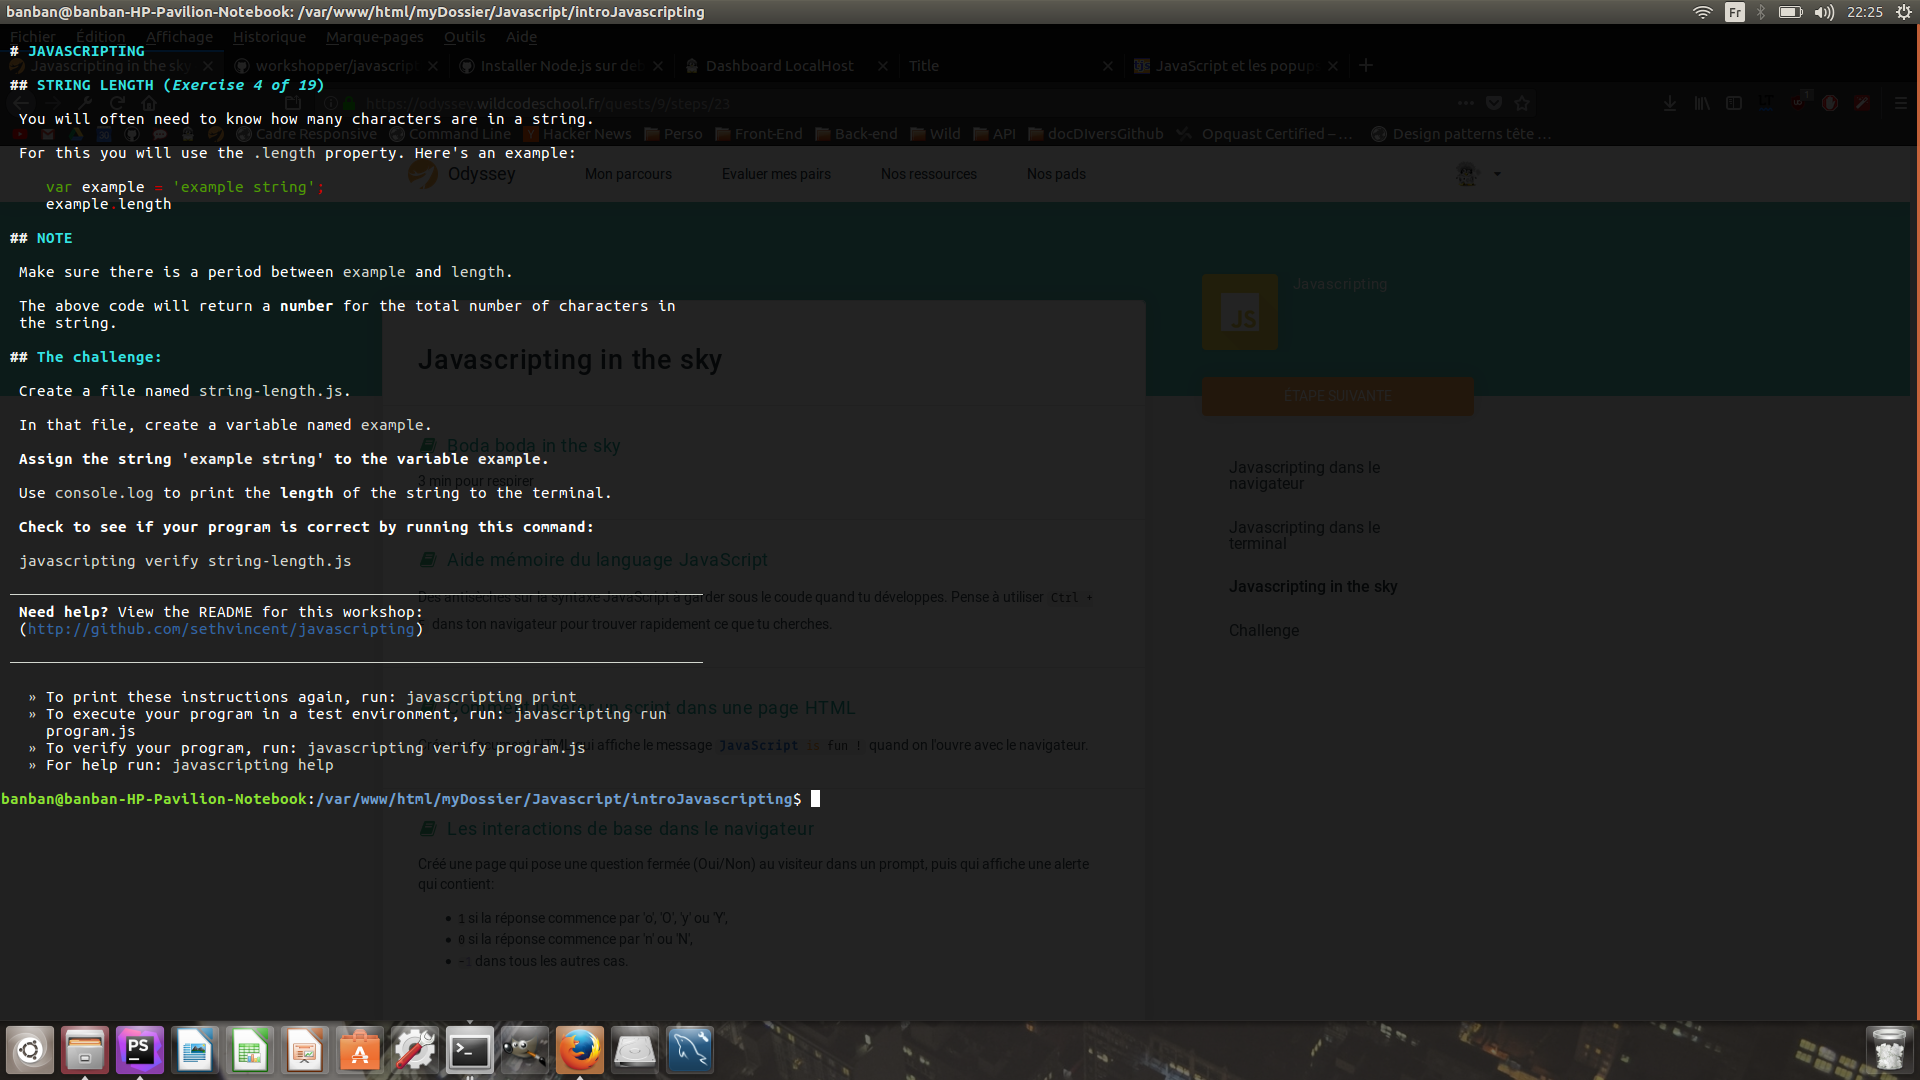 banban@banban-HP-Pavilion-Notebook: /var/www/html/myDossier/Javascript/introJavascripting
Fr
22:25
Fichier Édition Affichage Historique Marque-pages Outils Aide
# JAVASCRIPTING
Javascripting in the sky
workshopper/javascript
Installer Node.js sur deb
Dashboard LocalHost
Title
JavaScript et les popups
## STRING LENGTH (Exercise 4 of 19)
https://odyssey.wildcodeschool.fr/quests/9/steps/23
You will often need to know how many characters are in a string.
Cadre Responsive Command Line Hacker News Perso Front-End Back-end Wild API docDIversGithub Opquast Certified – ... Design patterns tête ...
For this you will use the .length property. Here's an example:
Odyssey Mon parcours Evaluer mes pairs Nos ressources Nos pads
var example = 'example string';
example.length
## NOTE
Make sure there is a period between example and length.
Javascripting
JS
The above code will return a number for the total number of characters in
the string.
## The challenge:
Javascripting in the sky
Create a file named string-length.js.
ÉTAPE SUIVANTE
In that file, create a variable named example.
Boda boda in the sky
Assign the string 'example string' to the variable example.
3 min pour respirer
Javascripting dans le
navigateur
Use console.log to print the length of the string to the terminal.
Check to see if your program is correct by running this command:
Javascripting dans le
terminal
javascripting verify string-length.js
Aide mémoire du language JavaScript
Javascripting in the sky
Des antisèches sur la syntaxe JavaScript à garder sous le coude quand tu développes. Pense à utiliser Ctrl +
Need help? View the README for this workshop:
(http://github.com/sethvincent/javascripting)
dans ton navigateur pour trouver rapidement ce que tu cherches.
Challenge
» To print these instructions again, run: javascripting print
Comment insérer un script dans une page HTML
» To execute your program in a test environment, run: javascripting run
program.js
» To verify your program, run: javascripting verify program.js
qui affiche le message JavaScript is fun ! quand on l'ouvre avec le navigateur.
» For help run: javascripting help
banban@banban-HP-Pavilion-Notebook:/var/www/html/myDossier/Javascript/introJavascripting$
Les interactions de base dans le navigateur
Créé une page qui pose une question fermée (Oui/Non) au visiteur dans un prompt, puis qui affiche une alerte
qui contient:
1 si la réponse commence par 'o', 'O', 'y' ou 'Y',
0 si la réponse commence par 'n' ou 'N',
-1 dans tous les autres cas.
PS